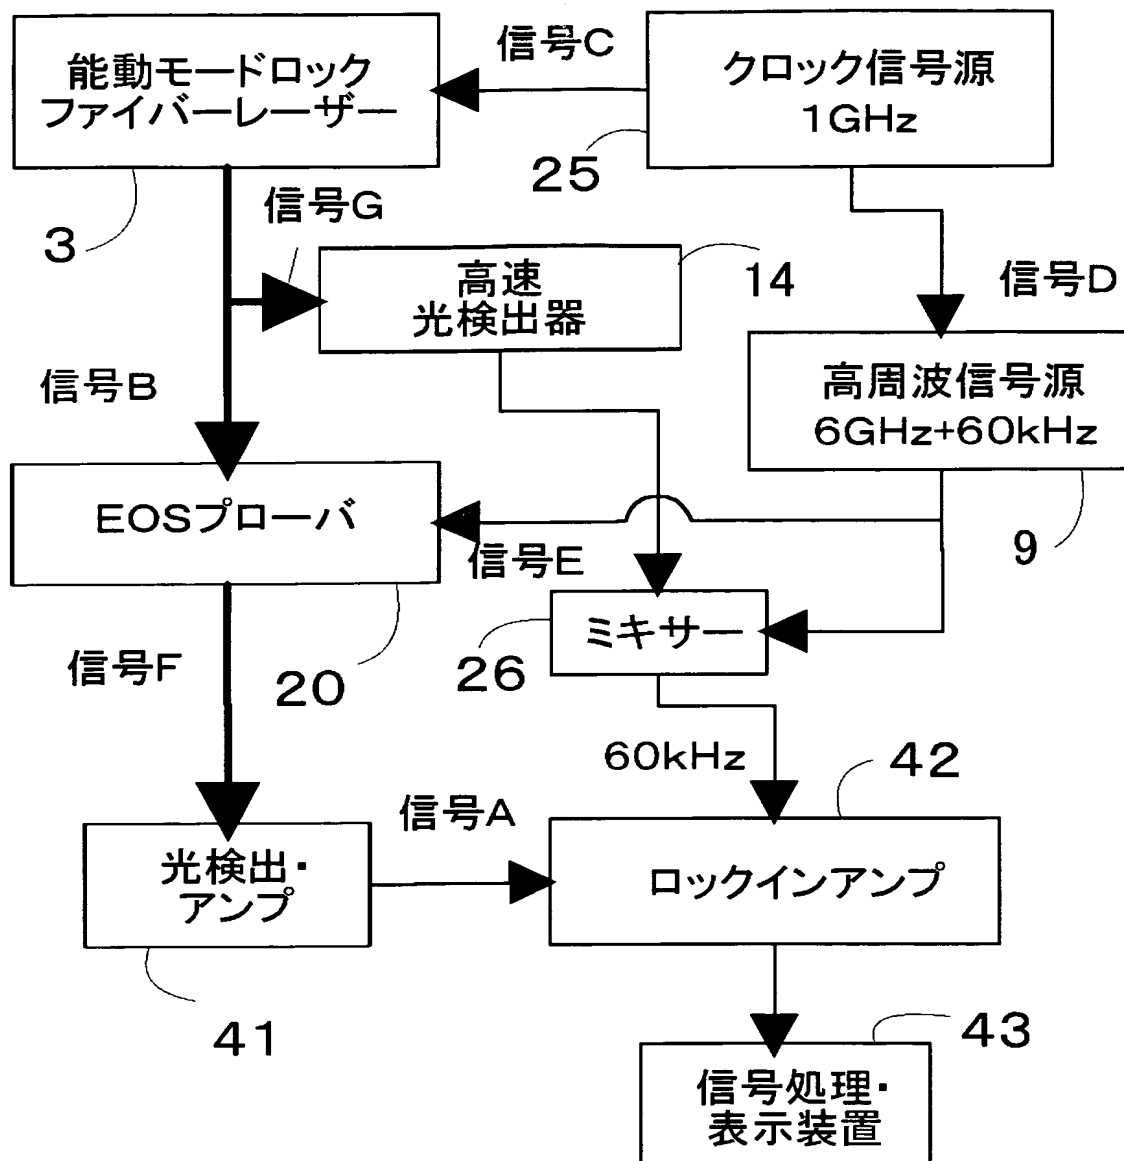 信号C
能動モードロック
ファイバーレーザー
クロック信号源
1GHz
25
信号G
3
高速
光検出器
14
信号D
信号B
高周波信号源
6GHz+60kHz
EOSプローバ
信号E
9
ミキサー
信号F
20
26
60kHz
42
信号A
光検出・
アンプ
ロックインアンプ
41
43
信号処理・
表示装置